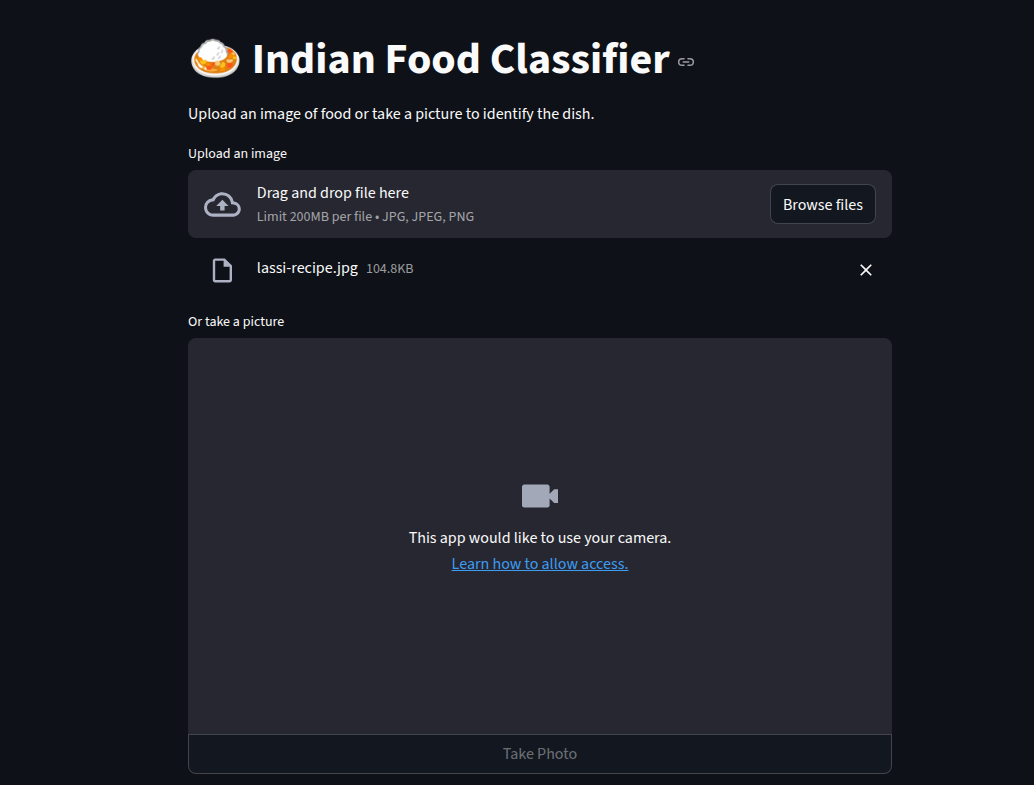 Indian Food Classifier
Upload an image of food or take a picture to identify the dish.
Upload an image
Drag and drop file here
Limit 200MB per file • JPG, JPEG, PNG
Browse files
lassi-recipe.jpg 104.8KB
Or take a picture
This app would like to use your camera.
Learn how to allow access.
Take Photo